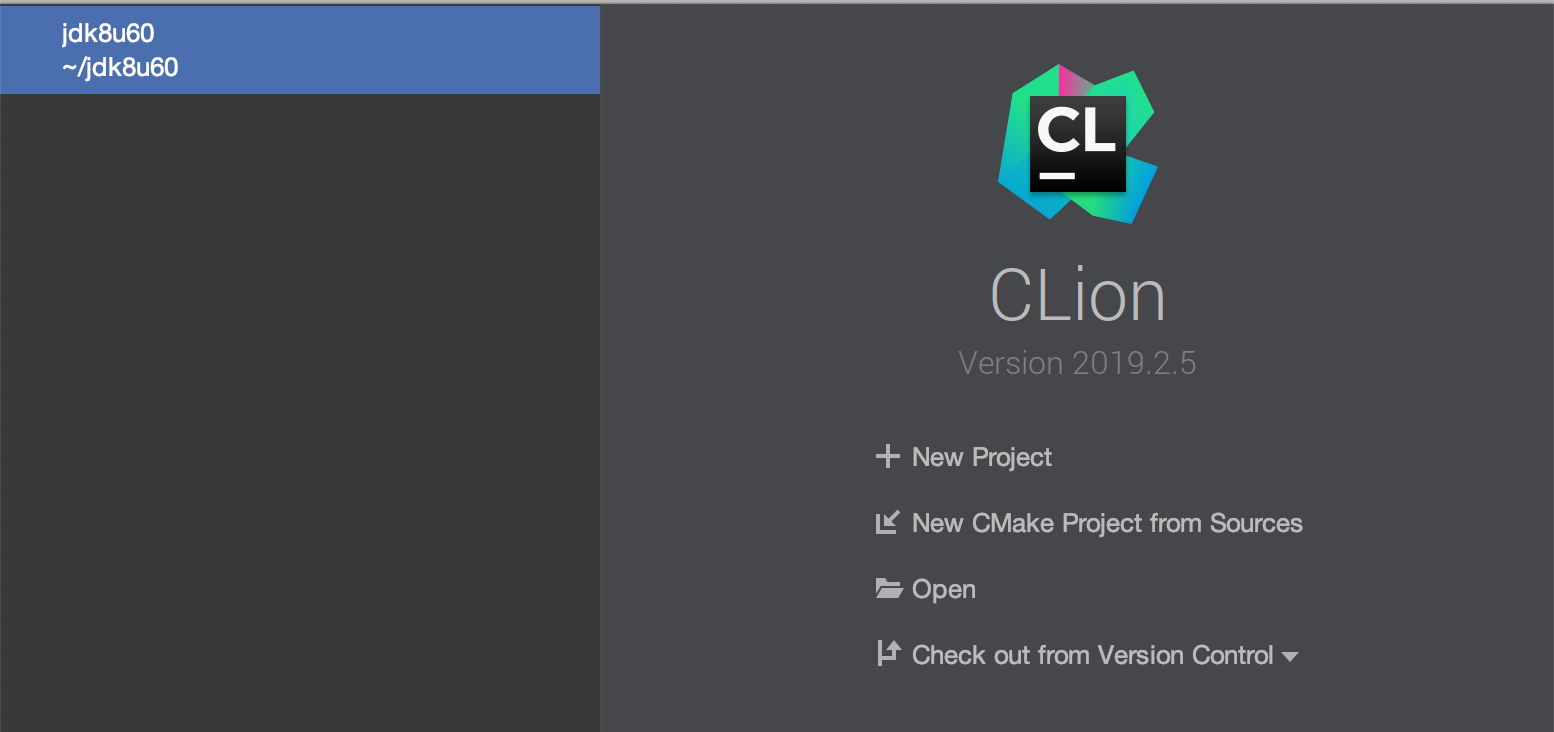 jdk8u60
~/jdk8u60
CL
CLion
Version 2019.2.5
New Project
New CMake Project from Sources
Open
Check out from Version Control